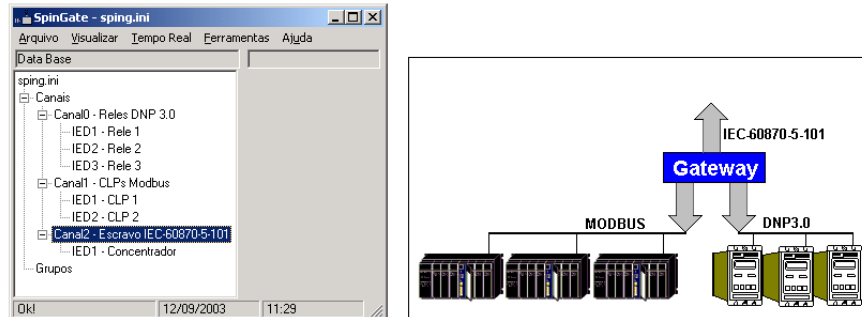 SpinGate - sping.ini
Arquivo Visualizar Tempo Real Ferramentas Ajuda
Data Base
sping.ini
Canais
Canal0 - Reles DNP 3.0
IED1 - Rele 1
IED2 - Rele 2
IED3 - Rele 3
Canal1 - CLPs Modbus
IED1 - CLP 1
IED2 - CLP 2
Canal2 - Escravo IEC-60870-5-101
IED1 - Concentrador
Grupos
Ok! 12/09/2003 11:29
IEC-60870-5-101
Gateway
MODBUS
DNP3.0